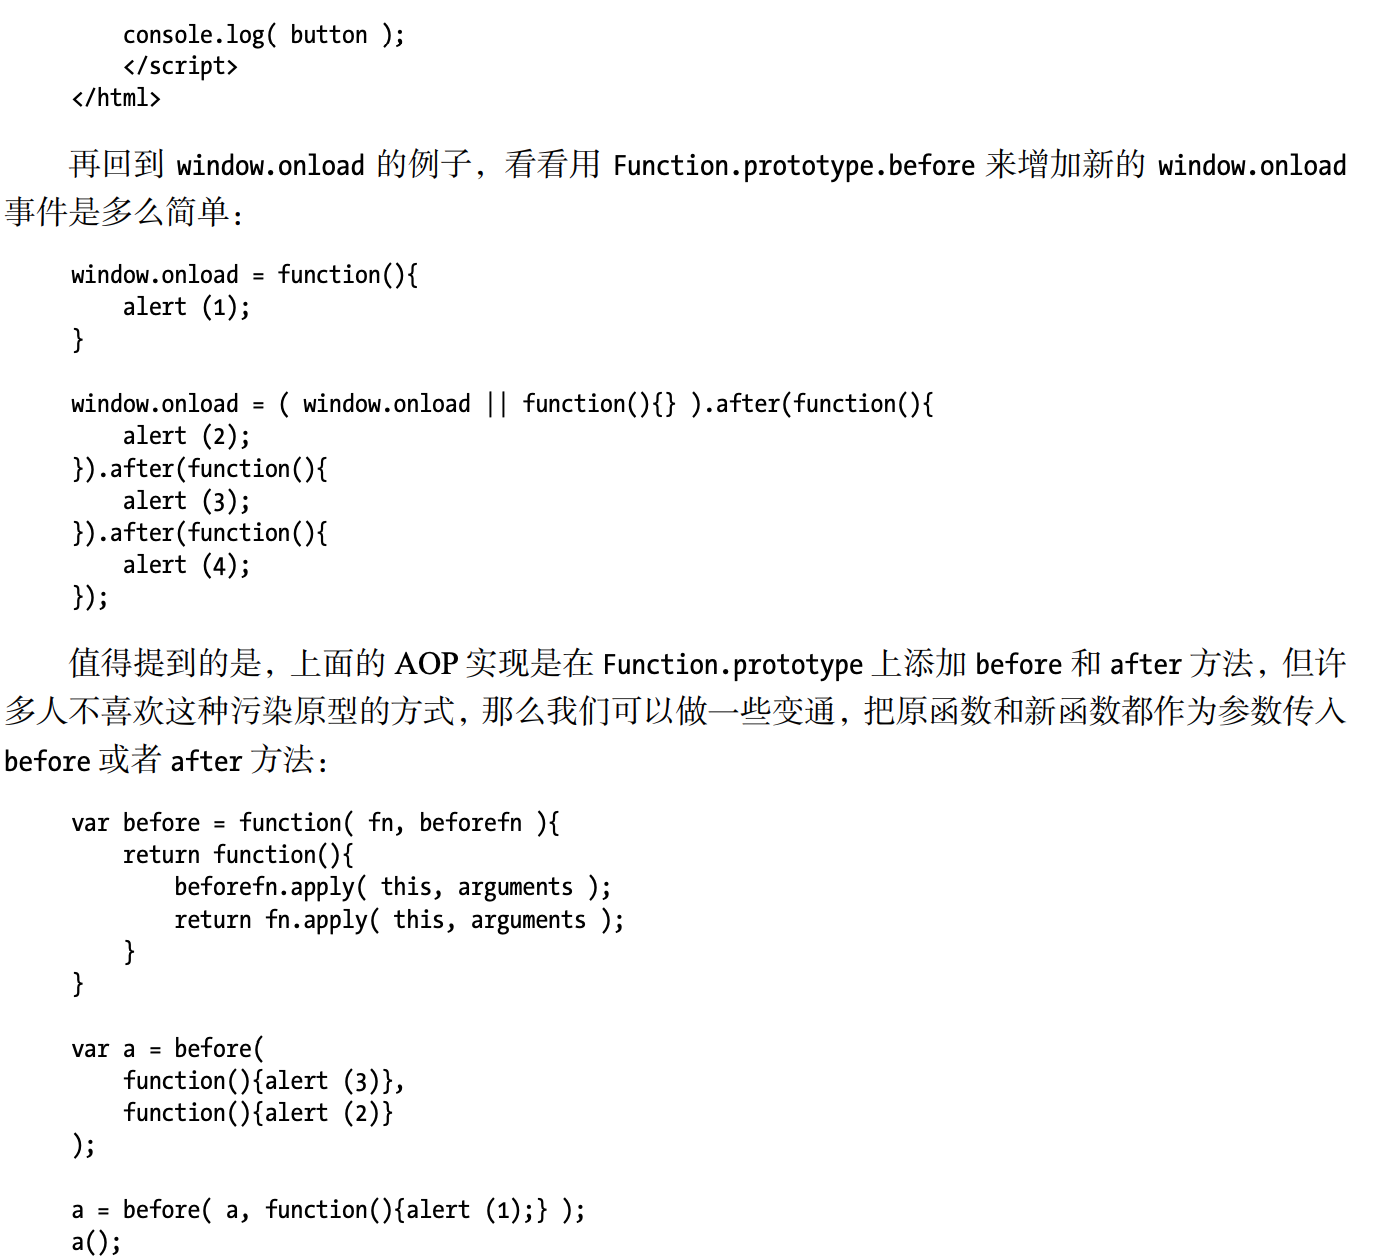 console.log( button );
    </script>
</html>
再回到 window.onload 的例子，看看用 Function.prototype.before 来增加新的 window.onload
事件是多么简单：
window.onload = function(){
    alert (1);
}
window.onload = ( window.onload || function(){} ).after(function(){
    alert (2);
}).after(function(){
    alert (3);
}).after(function(){
    alert (4);
});
值得提到的是，上面的 AOP 实现是在 Function.prototype 上添加 before 和 after 方法，但许
多人不喜欢这种污染原型的方式，那么我们可以做一些变通，把原函数和新函数都作为参数传入
before 或者 after 方法：
var before = function( fn, beforefn ){
    return function(){
        beforefn.apply( this, arguments );
        return fn.apply( this, arguments );
    }
}
var a = before(
    function(){alert (3)},
    function(){alert (2)}
);
a = before( a, function(){alert (1);} );
a();